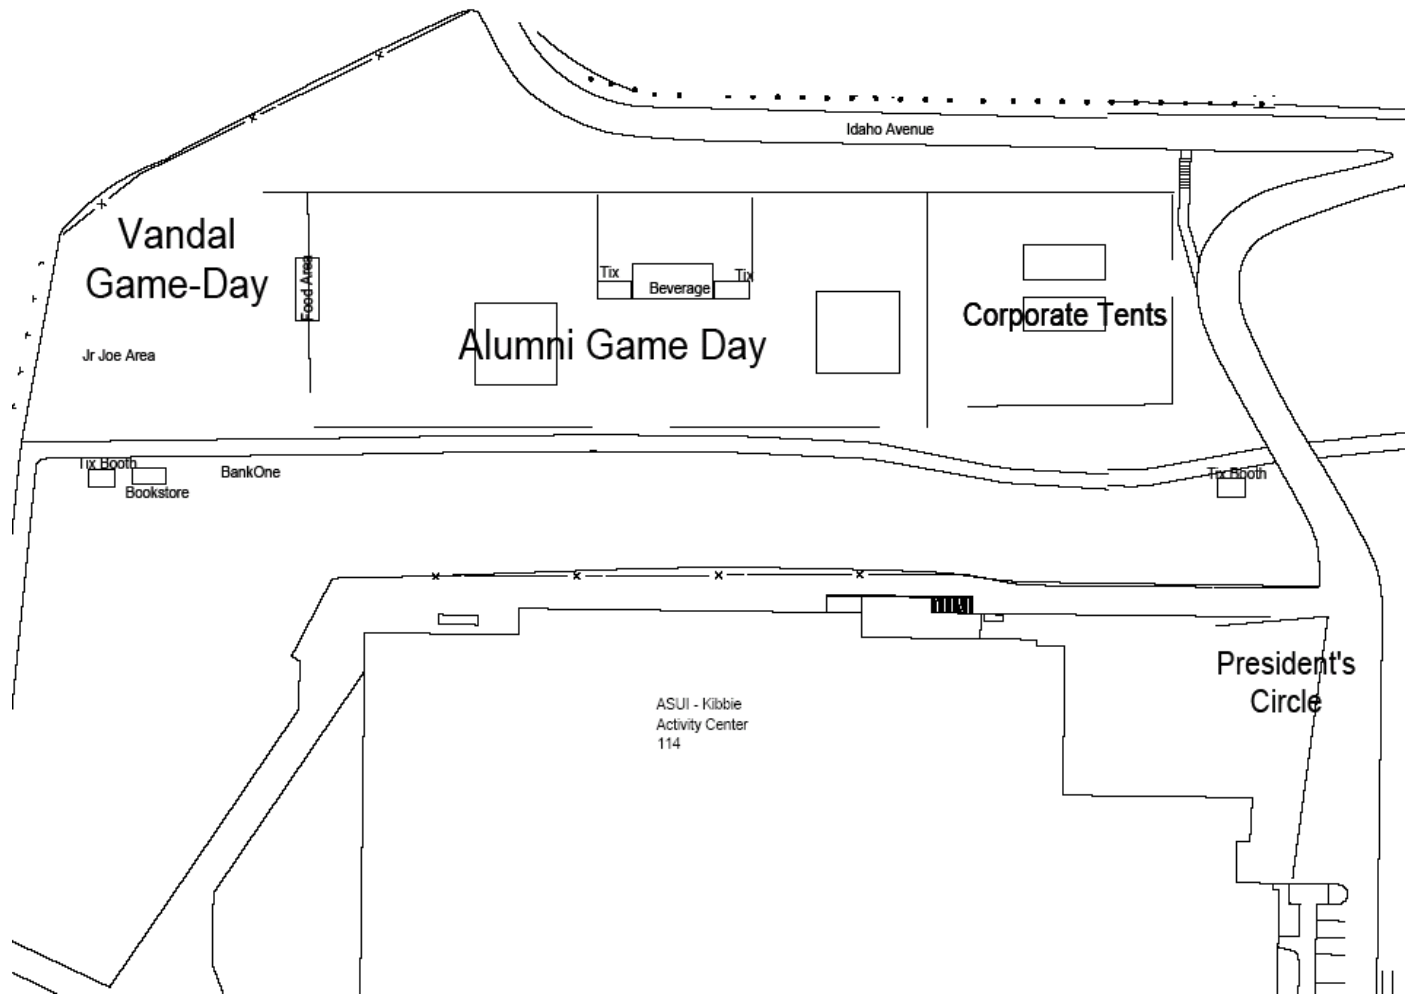 Idaho Avenue
Vandal
Game-Day
Food Area
Tix
Beverage
Tix
Corporate Tents
Alumni Game Day
Jr Joe Area
Tix Booth
Bookstore
BankOne
Tix Booth
President's
Circle
ASUI - Kibbie
Activity Center
114